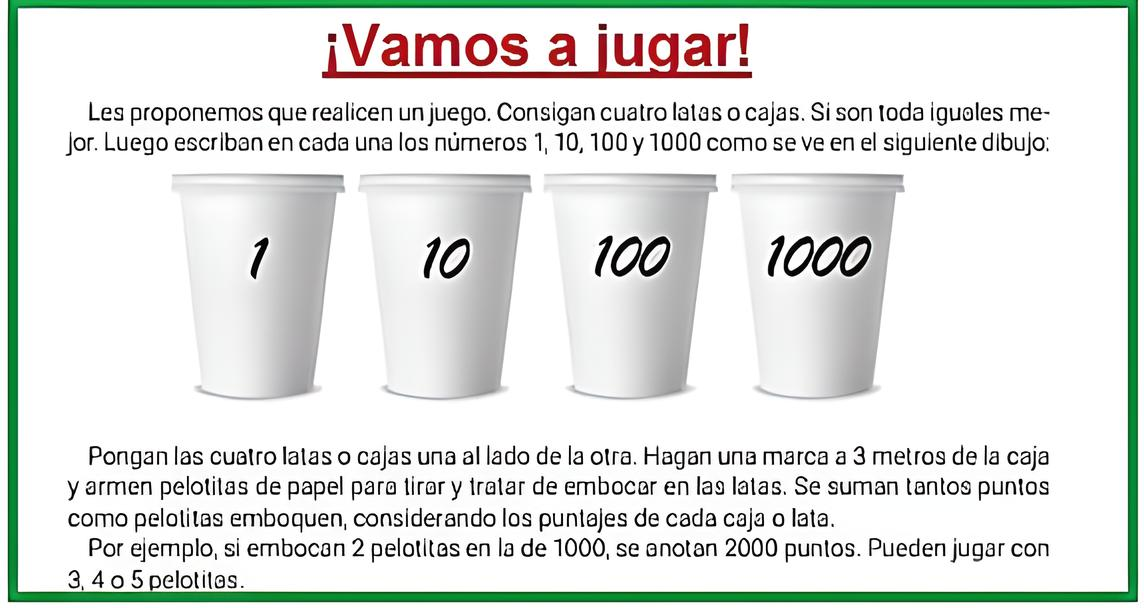 ¡Vamos a jugar!
Les proponemos que realicen un juego. Consigan cuatro latas o cajas. Si son toda iguales me-
jor. Luego escriban en cada una los números 1, 10, 100 y 1000 como se ve en el siguiente dibujo:
1 10 100 1000
Pongan las cuatro latas o cajas una al lado de la otra. Hagan una marca a 3 metros de la caja
y armen pelotitas de papel para tirar y tratar de embocar en las latas. Se suman tantos puntos
como pelotitas emboquen, considerando los puntajes de cada caja o lata.
Por ejemplo, si embocan 2 pelotitas en la de 1000, se anotan 2000 puntos. Pueden jugar con
3, 4 o 5 pelotitas.